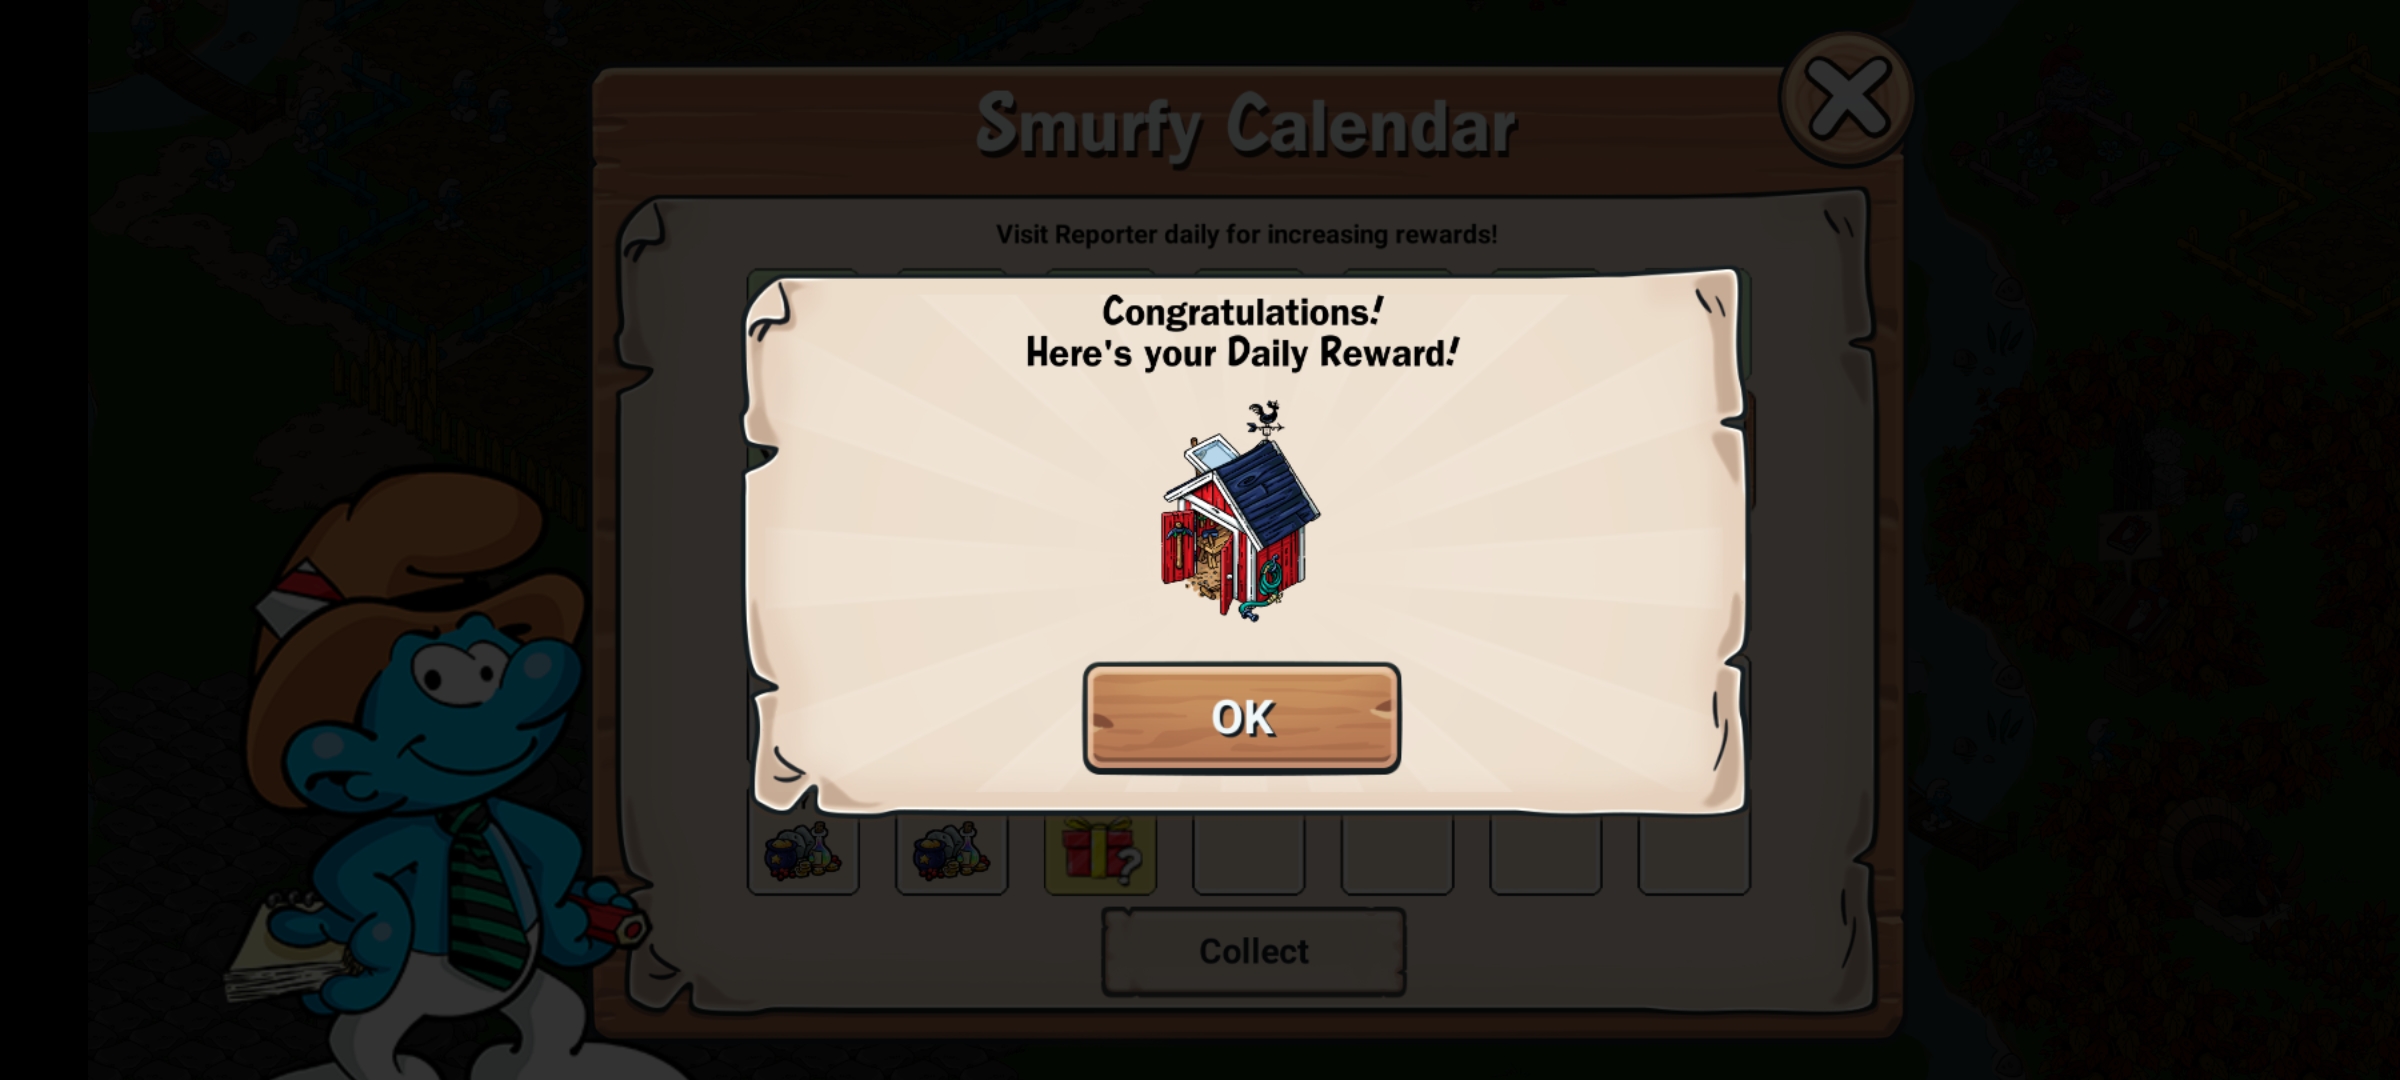 Smurfy Calendar
Visit Reporter daily for increasing rewards!
Congratulations!
Here's your Daily Reward!
OK
?
Collect